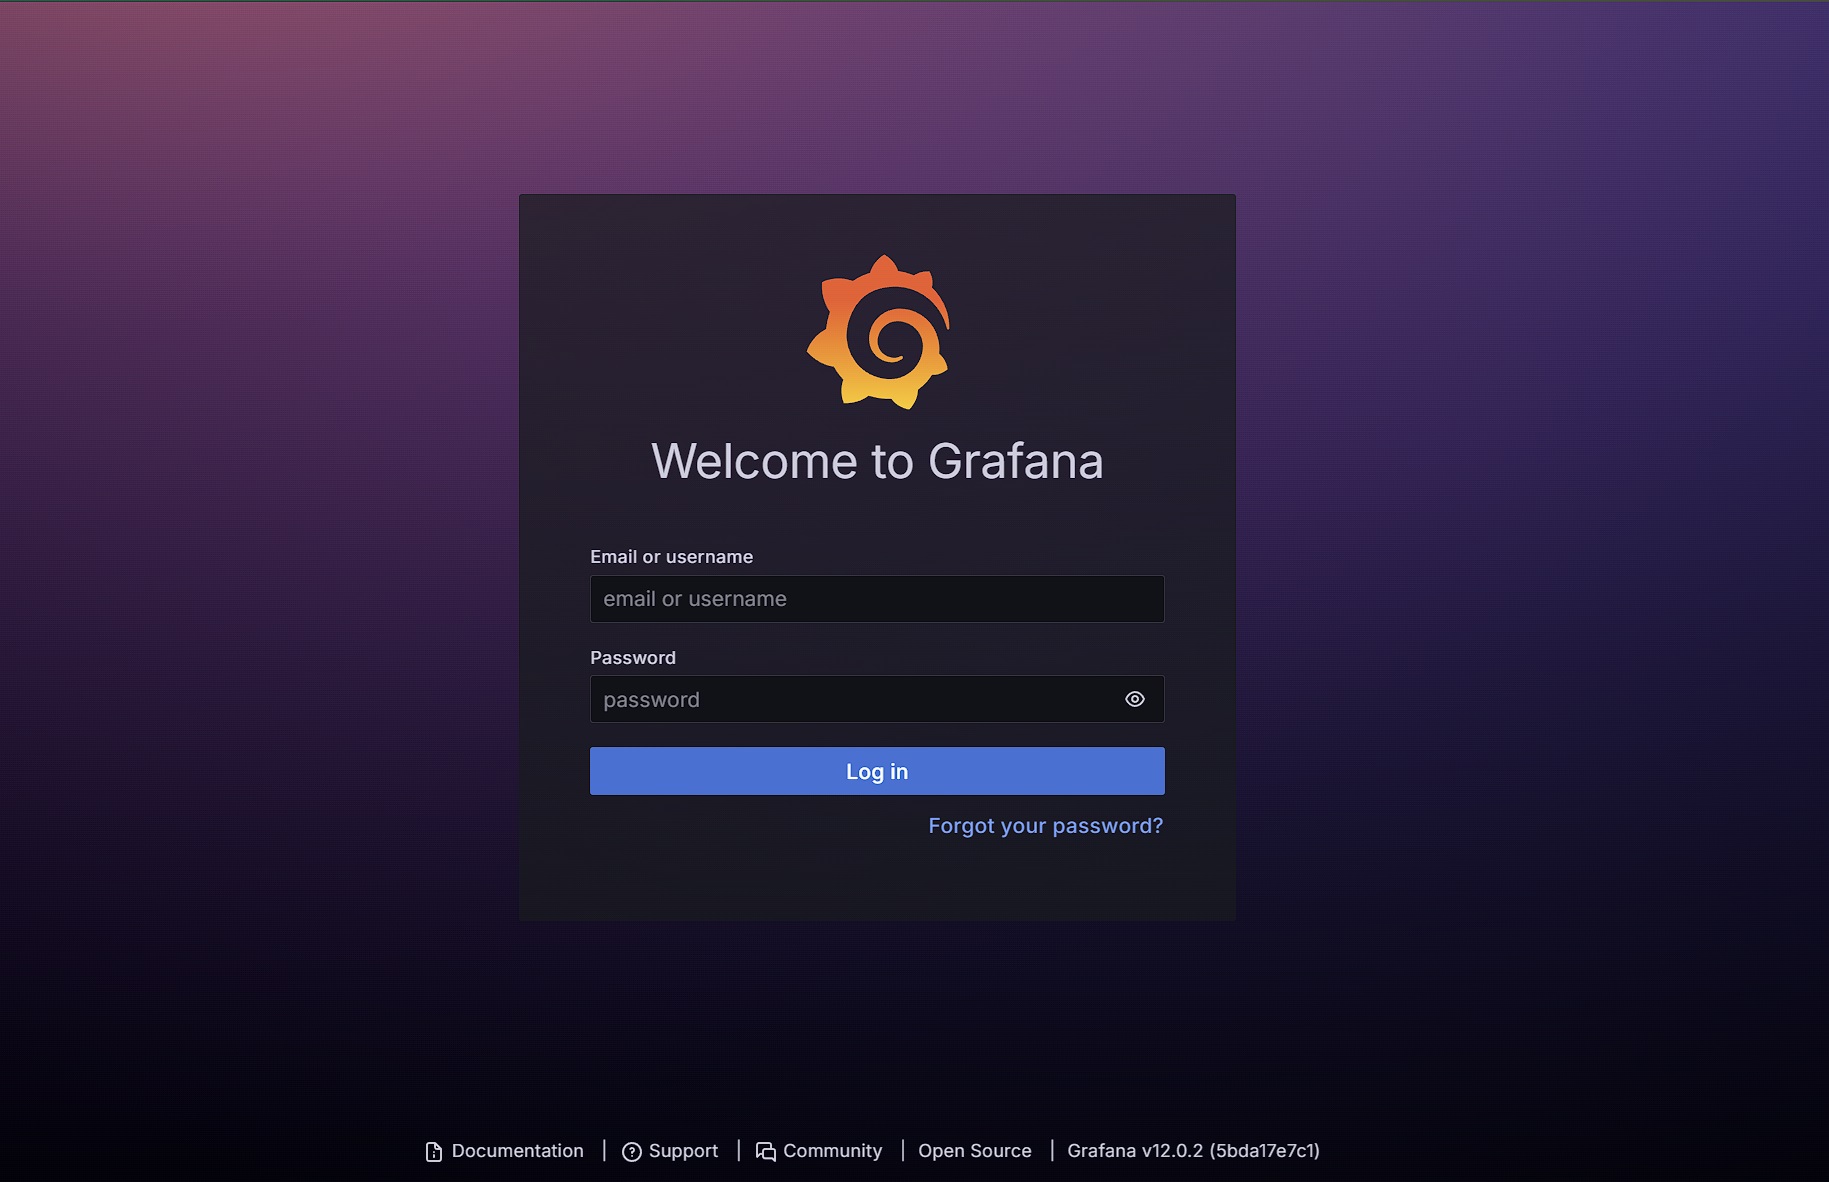 Welcome to Grafana
Email or username
email or username
Password
password
Log in
Forgot your password?
Documentation | Support | Community | Open Source | Grafana v12.0.2 (5bda17e7c1)